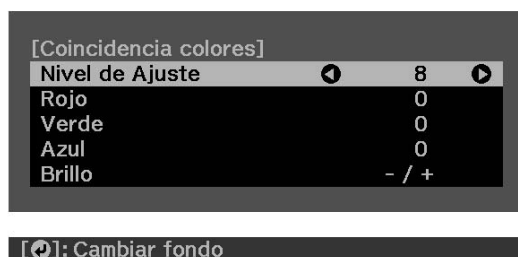 [Coincidencia colores]
Nivel de Ajuste 8
Rojo 0
Verde 0
Azul 0
Brillo - / +
[↵]: Cambiar fondo